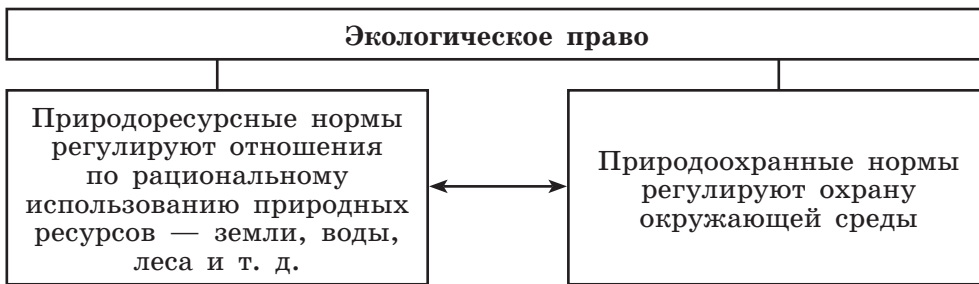 Экологическое право
Природоресурсные нормы
регулируют отношения
по рациональному
использованию природных
ресурсов — земли, воды,
леса и т. д.
Природоохранные нормы
регулируют охрану
окружающей среды